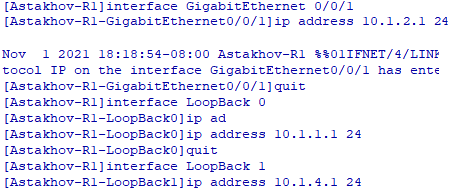 [Astakhov-R1]interface GigabitEthernet 0/0/1
[Astakhov-R1-GigabitEthernet0/0/1]ip address 10.1.2.1 24
Nov  1 2021 18:18:54-08:00 Astakhov-R1 %%01IFNET/4/LINK
tocol IP on the interface GigabitEthernet0/0/1 has ente
[Astakhov-R1-GigabitEthernet0/0/1]quit
[Astakhov-R1]interface LoopBack 0
[Astakhov-R1-LoopBack0]ip ad
[Astakhov-R1-LoopBack0]ip address 10.1.1.1 24
[Astakhov-R1-LoopBack0]quit
[Astakhov-R1]interface LoopBack 1
[Astakhov-R1-LoopBack1]ip address 10.1.4.1 24